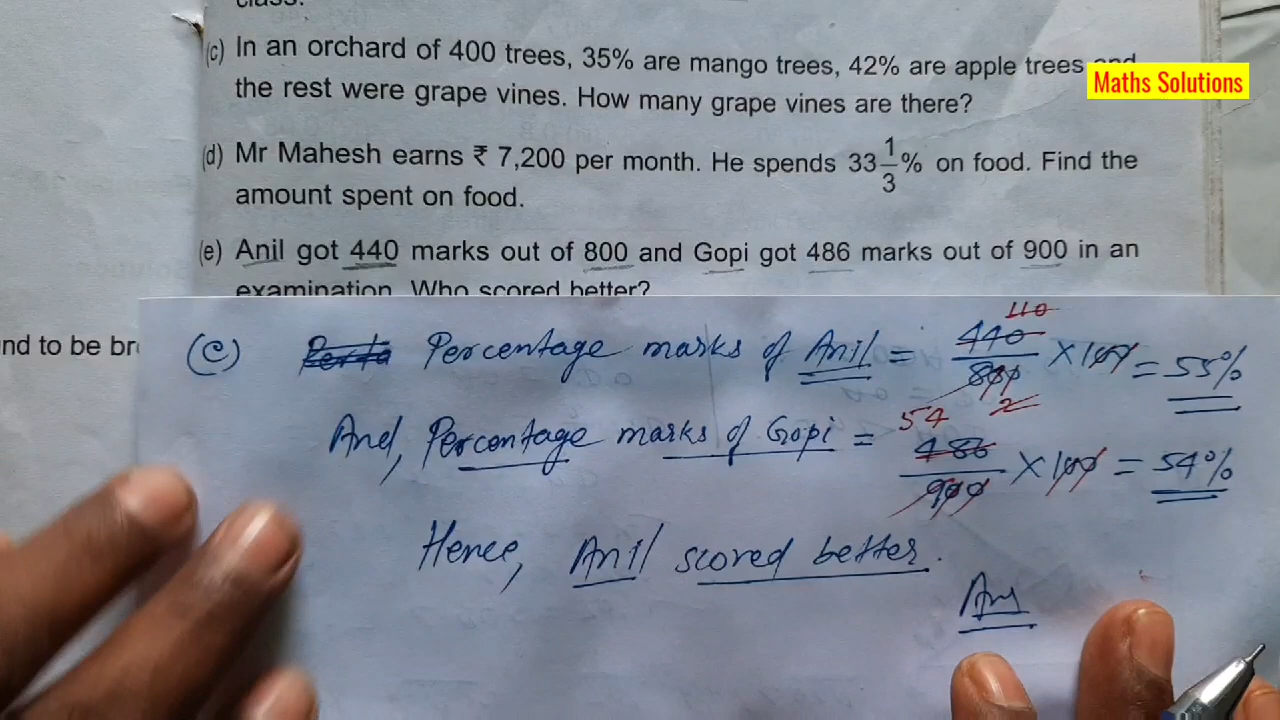 class.
(c) In an orchard of 400 trees, 35% are mango trees, 42% are apple trees and
Maths Solutions
the rest were grape vines. How many grape vines are there?
(d) Mr Mahesh earns ₹ 7,200 per month. He spends 33 1/3 % on food. Find the
amount spent on food.
(e) Anil got 440 marks out of 800 and Gopi got 486 marks out of 900 in an
examination. Who scored better?
nd to be br
(e) Percentage marks of Anil = 440/800 × 100 = 55%
110
2
And, Percentage marks of Gopi = 486/900 × 100 = 54%
54
Hence, Anil scored better.
Ans